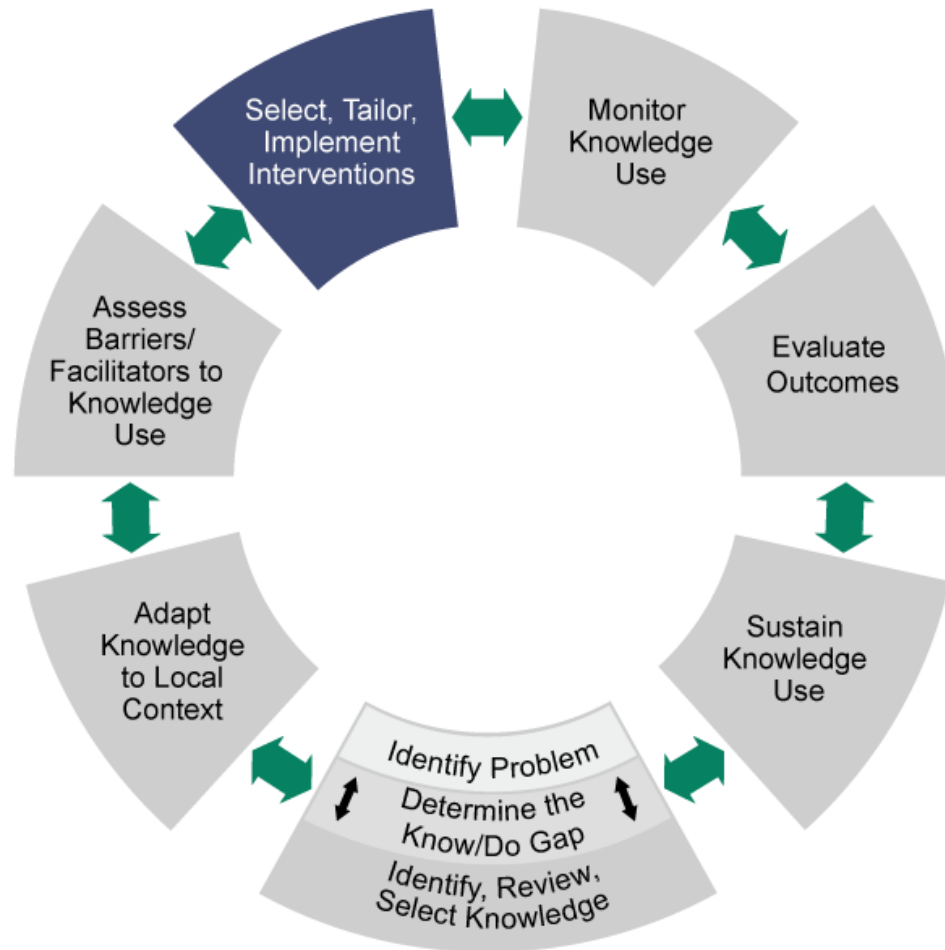 Select, Tailor,
Implement
Interventions
Monitor
Knowledge
Use
Assess
Barriers/
Facilitators to
Knowledge
Use
Evaluate
Outcomes
Adapt
Knowledge
to Local
Context
Sustain
Knowledge
Use
Identify Problem
Determine the
Know/Do Gap
Identify, Review,
Select Knowledge